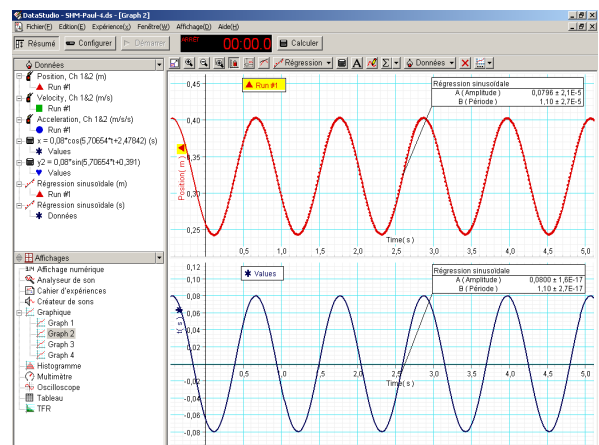 DataStudio - SHM-Paul-4.ds - [Graph 2]
Fichier(F) Edition(E) Expérience(x) Fenêtre(W) Affichage(D) Aide(H)
Résumé Configurer Démarrer ARRET 00:00.0 Calculer
Données
Position, Ch 1&2 (m)
Run #1
Velocity, Ch 1&2 (m/s)
Run #1
Acceleration, Ch 1&2 (m/s/s)
Run #1
x = 0,08*cos(5,70654*t+2,47842) (s)
Values
y2 = 0,08*sin(5,70654*t+0,391)
Values
Régression sinusoïdale (m)
Run #1
Régression sinusoïdale (s)
Données
Affichages
Affichage numérique
Analyseur de son
Cahier d'expériences
Créateur de sons
Graphique
Graph 1
Graph 2
Graph 3
Graph 4
Histogramme
Multimètre
Oscilloscope
Tableau
TFR
Régression A Σ Données
Run #1
Régression sinusoïdale
A ( Amplitude ) 0,0796 ± 2,1E-5
B ( Période ) 1,10 ± 2,7E-5
0,45
0,40
0,35
0,30
0,25
Position( m )
0,5 1,0 1,5 2,0 2,5 3,0 3,5 4,0 4,5 5,0
Time( s )
Values
Régression sinusoïdale
A ( Amplitude ) 0,0800 ± 1,6E-17
B ( Période ) 1,10 ± 2,7E-17
0,12
0,10
0,08
0,06
0,04
0,02
-0,02
-0,04
-0,06
-0,08
f( s )
0,5 1,0 1,5 2,0 2,5 3,0 3,5 4,0 4,5 5,0
Time( s )